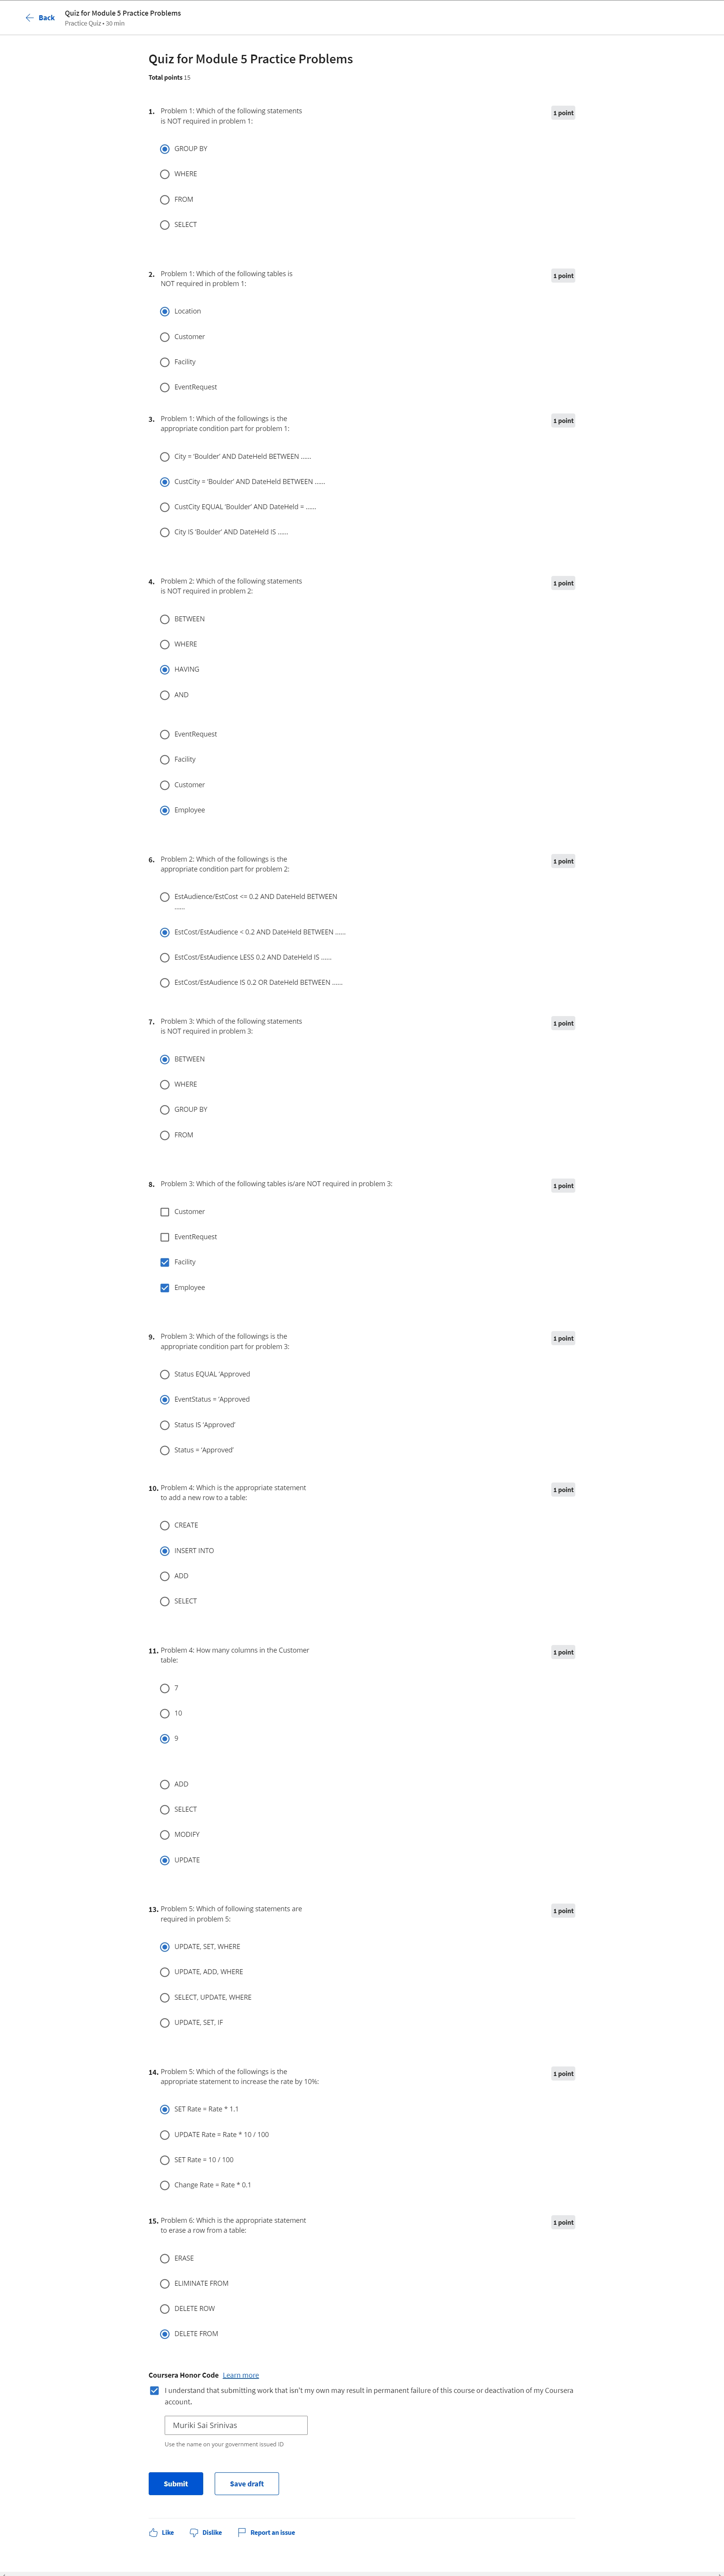 Back
Quiz for Module 5 Practice Problems
Practice Quiz • 30 min
Quiz for Module 5 Practice Problems
Total points 15
1. Problem 1: Which of the following statements
is NOT required in problem 1:
1 point
GROUP BY
WHERE
FROM
SELECT
2. Problem 1: Which of the following tables is
NOT required in problem 1:
1 point
Location
Customer
Facility
EventRequest
3. Problem 1: Which of the followings is the
appropriate condition part for problem 1:
1 point
City = 'Boulder' AND DateHeld BETWEEN ……
CustCity = 'Boulder' AND DateHeld BETWEEN ……
CustCity EQUAL 'Boulder' AND DateHeld = ……
City IS 'Boulder' AND DateHeld IS ……
4. Problem 2: Which of the following statements
is NOT required in problem 2:
1 point
BETWEEN
WHERE
HAVING
AND
EventRequest
Facility
Customer
Employee
6. Problem 2: Which of the followings is the
appropriate condition part for problem 2:
1 point
EstAudience/EstCost <= 0.2 AND DateHeld BETWEEN
……
EstCost/EstAudience < 0.2 AND DateHeld BETWEEN ……
EstCost/EstAudience LESS 0.2 AND DateHeld IS ……
EstCost/EstAudience IS 0.2 OR DateHeld BETWEEN ……
7. Problem 3: Which of the following statements
is NOT required in problem 3:
1 point
BETWEEN
WHERE
GROUP BY
FROM
8. Problem 3: Which of the following tables is/are NOT required in problem 3:
1 point
Customer
EventRequest
Facility
Employee
9. Problem 3: Which of the followings is the
appropriate condition part for problem 3:
1 point
Status EQUAL 'Approved
EventStatus = 'Approved
Status IS 'Approved'
Status = 'Approved'
10. Problem 4: Which is the appropriate statement
to add a new row to a table:
1 point
CREATE
INSERT INTO
ADD
SELECT
11. Problem 4: How many columns in the Customer
table:
1 point
7
10
9
ADD
SELECT
MODIFY
UPDATE
13. Problem 5: Which of following statements are
required in problem 5:
1 point
UPDATE, SET, WHERE
UPDATE, ADD, WHERE
SELECT, UPDATE, WHERE
UPDATE, SET, IF
14. Problem 5: Which of the followings is the
appropriate statement to increase the rate by 10%:
1 point
SET Rate = Rate * 1.1
UPDATE Rate = Rate * 10 / 100
SET Rate = 10 / 100
Change Rate = Rate * 0.1
15. Problem 6: Which is the appropriate statement
to erase a row from a table:
1 point
ERASE
ELIMINATE FROM
DELETE ROW
DELETE FROM
Coursera Honor Code Learn more
I understand that submitting work that isn't my own may result in permanent failure of this course or deactivation of my Coursera
account.
Muriki Sai Srinivas
Use the name on your government issued ID
Submit
Save draft
Like
Dislike
Report an issue